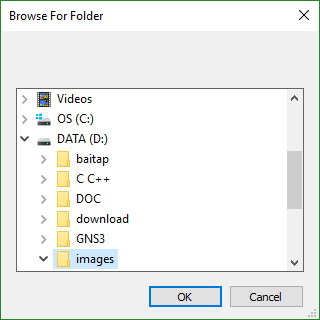 Browse For Folder
Videos
OS (C:)
DATA (D:)
baitap
C C++
DOC
download
GNS3
images
OK
Cancel